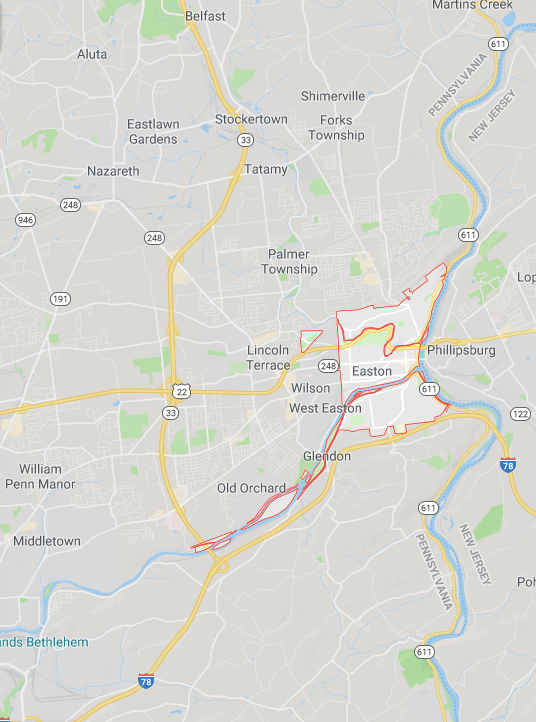 Martins Creek
Belfast
611
Aluta
PENNSYLVANIA
NEW JERSEY
Shimerville
Stockertown
Forks
Township
Eastlawn
Gardens
33
Nazareth
Tatamy
248
946
248
611
Palmer
Township
Lop
191
Lincoln
Terrace
Phillipsburg
248
Easton
22
Wilson
611
33
West Easton
122
Glendon
William
Penn Manor
78
Old Orchard
611
Middletown
PENNSYLVANIA
NEW JERSEY
Poh
ands Bethlehem
611
78